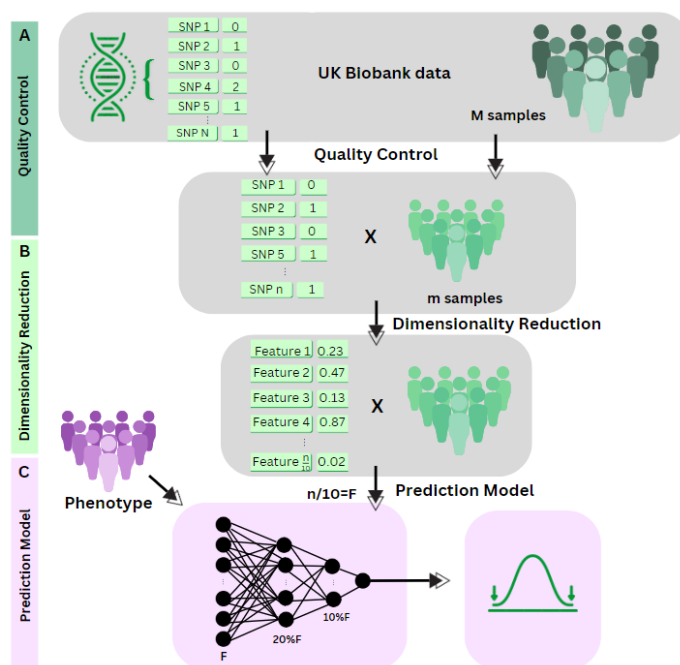 A
Quality Control
SNP 1 0
SNP 2 1
SNP 3 0
SNP 4 2
SNP 5 1
⋮
SNP N 1
UK Biobank data
M samples
Quality Control
SNP 1 0
SNP 2 1
SNP 3 0
SNP 5 1
⋮
SNP n 1
X
m samples
B
Dimensionality Reduction
Dimensionality Reduction
Feature 1 0.23
Feature 2 0.47
Feature 3 0.13
Feature 4 0.87
⋮
Feature n/10 0.02
X
Phenotype
C
Prediction Model
n/10=F
Prediction Model
F
20%F
10%F